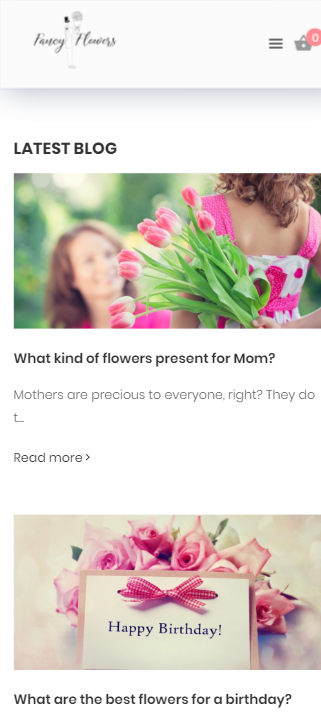 Fancy Flowers
0
LATEST BLOG
What kind of flowers present for Mom?
Mothers are precious to everyone, right? They do
t...
Read more >
Happy Birthday!
What are the best flowers for a birthday?